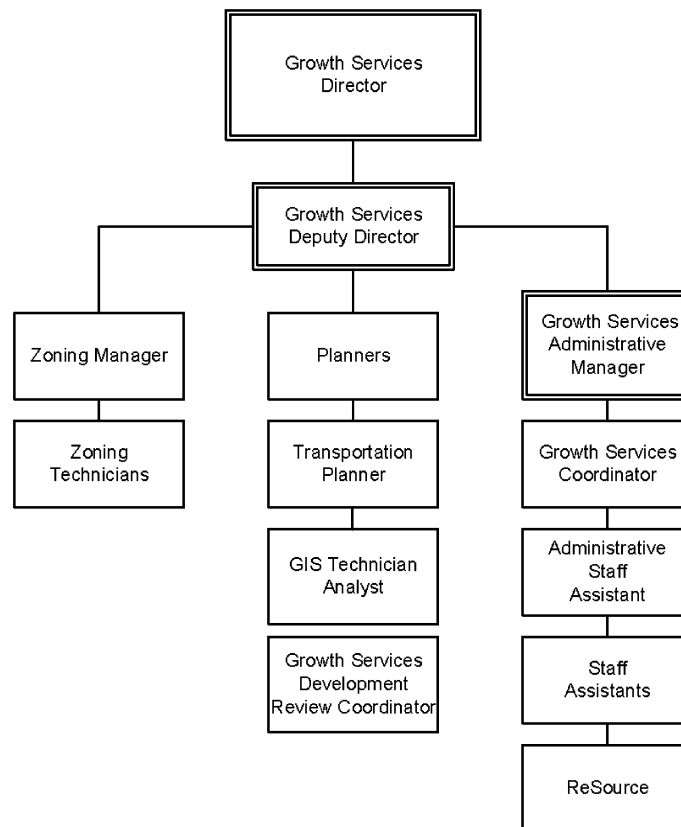 Growth Services
Director
Growth Services
Deputy Director
Zoning Manager
Planners
Growth Services
Administrative
Manager
Zoning
Technicians
Transportation
Planner
Growth Services
Coordinator
GIS Technician
Analyst
Administrative
Staff
Assistant
Growth Services
Development
Review Coordinator
Staff
Assistants
ReSource